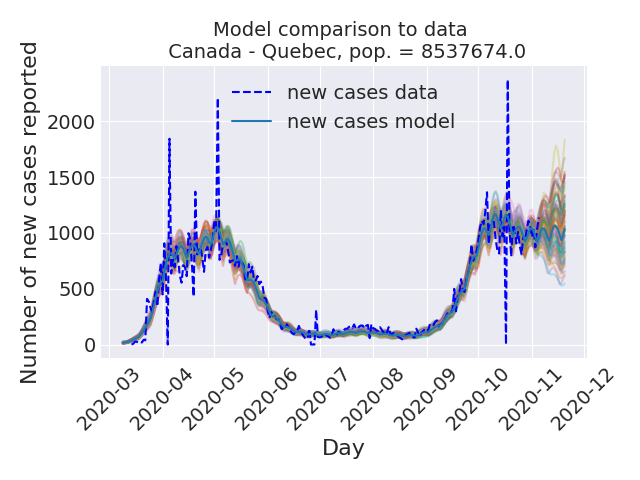 Model comparison to data
Canada - Quebec, pop. = 8537674.0
new cases data
new cases model
Number of new cases reported
2000
1500
1000
500
0
2020-03
2020-04
2020-05
2020-06
2020-07
2020-08
2020-09
2020-10
2020-11
2020-12
Day